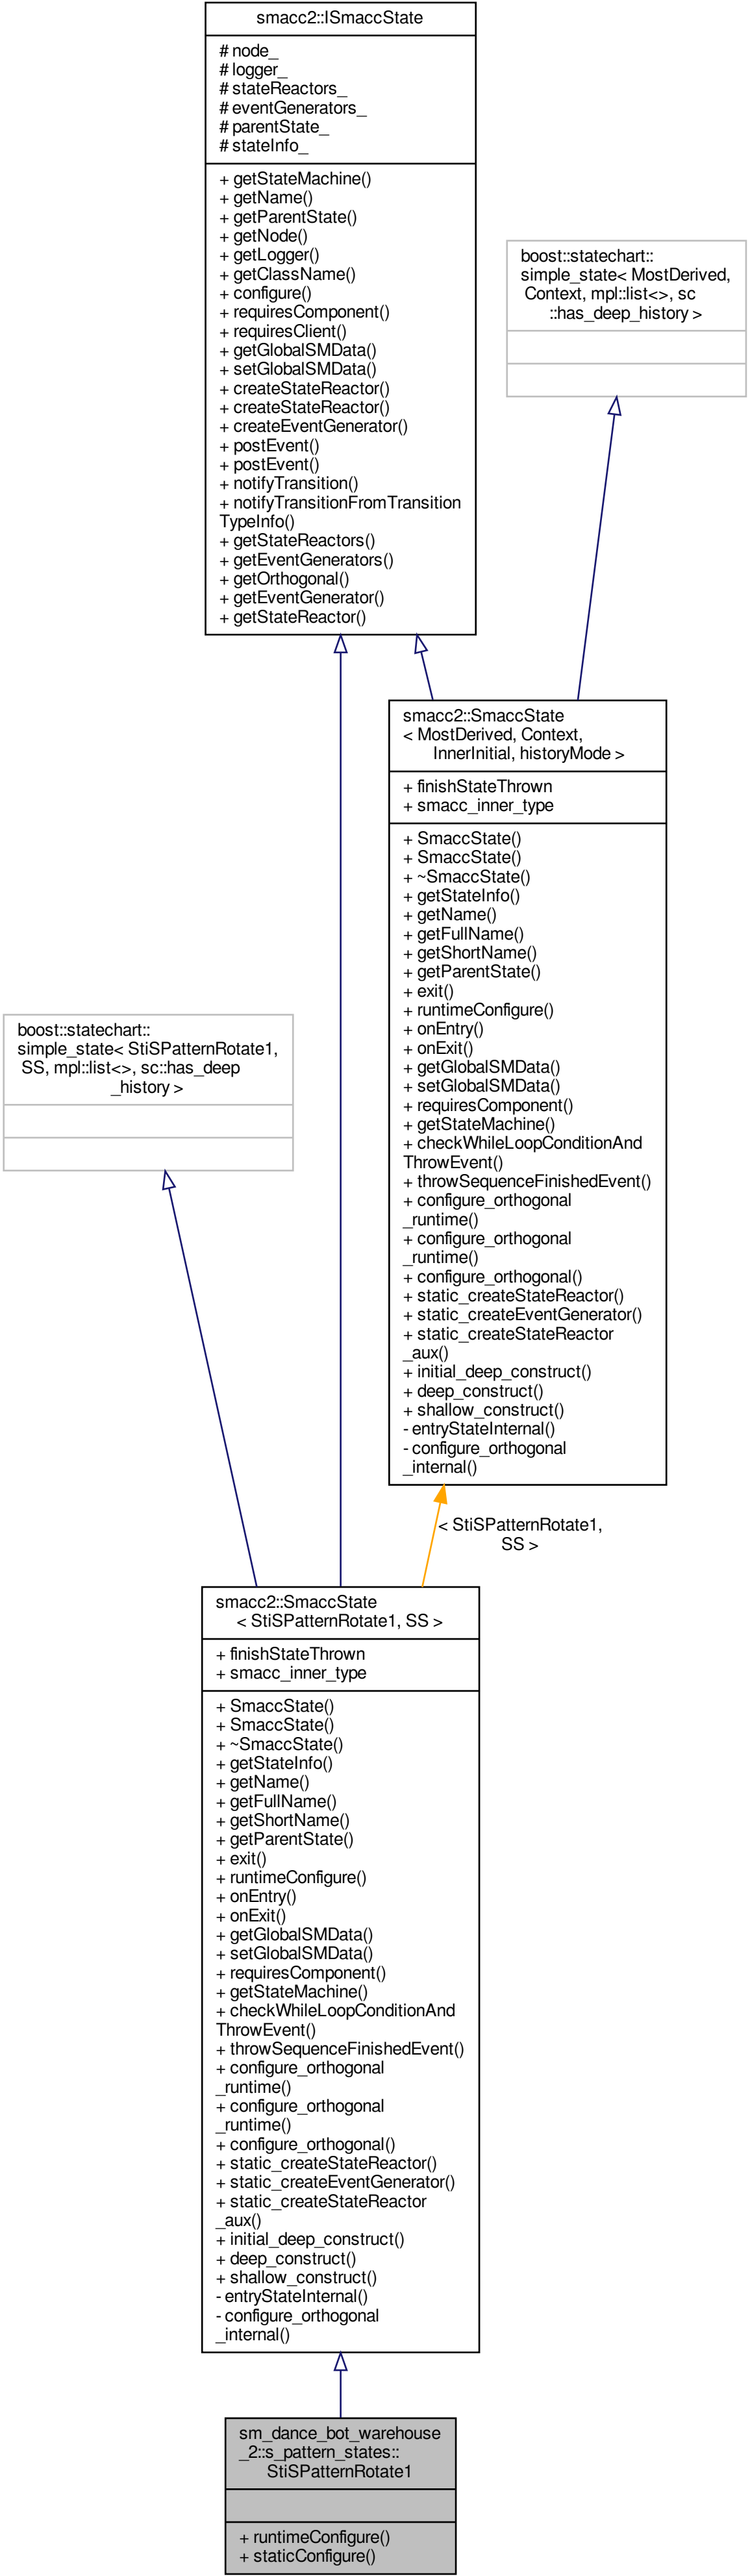 smacc2::ISmaccState
# node_
# logger_
# stateReactors_
# eventGenerators_
# parentState_
# stateInfo_
+ getStateMachine()
+ getName()
+ getParentState()
+ getNode()
+ getLogger()
+ getClassName()
+ configure()
+ requiresComponent()
+ requiresClient()
+ getGlobalSMData()
+ setGlobalSMData()
+ createStateReactor()
+ createStateReactor()
+ createEventGenerator()
+ postEvent()
+ postEvent()
+ notifyTransition()
+ notifyTransitionFromTransition
TypeInfo()
+ getStateReactors()
+ getEventGenerators()
+ getOrthogonal()
+ getEventGenerator()
+ getStateReactor()
boost::statechart::
simple_state< MostDerived,
Context, mpl::list<>, sc
::has_deep_history >
smacc2::SmaccState
< MostDerived, Context,
InnerInitial, historyMode >
+ finishStateThrown
+ smacc_inner_type
+ SmaccState()
+ SmaccState()
+ ~SmaccState()
+ getStateInfo()
+ getName()
+ getFullName()
+ getShortName()
+ getParentState()
+ exit()
+ runtimeConfigure()
+ onEntry()
+ onExit()
+ getGlobalSMData()
+ setGlobalSMData()
+ requiresComponent()
+ getStateMachine()
+ checkWhileLoopConditionAnd
ThrowEvent()
+ throwSequenceFinishedEvent()
+ configure_orthogonal
_runtime()
+ configure_orthogonal
_runtime()
+ configure_orthogonal()
+ static_createStateReactor()
+ static_createEventGenerator()
+ static_createStateReactor
_aux()
+ initial_deep_construct()
+ deep_construct()
+ shallow_construct()
- entryStateInternal()
- configure_orthogonal
_internal()
boost::statechart::
simple_state< StiSPatternRotate1,
SS, mpl::list<>, sc::has_deep
_history >
< StiSPatternRotate1,
SS >
smacc2::SmaccState
< StiSPatternRotate1, SS >
+ finishStateThrown
+ smacc_inner_type
+ SmaccState()
+ SmaccState()
+ ~SmaccState()
+ getStateInfo()
+ getName()
+ getFullName()
+ getShortName()
+ getParentState()
+ exit()
+ runtimeConfigure()
+ onEntry()
+ onExit()
+ getGlobalSMData()
+ setGlobalSMData()
+ requiresComponent()
+ getStateMachine()
+ checkWhileLoopConditionAnd
ThrowEvent()
+ throwSequenceFinishedEvent()
+ configure_orthogonal
_runtime()
+ configure_orthogonal
_runtime()
+ configure_orthogonal()
+ static_createStateReactor()
+ static_createEventGenerator()
+ static_createStateReactor
_aux()
+ initial_deep_construct()
+ deep_construct()
+ shallow_construct()
- entryStateInternal()
- configure_orthogonal
_internal()
sm_dance_bot_warehouse
_2::s_pattern_states::
StiSPatternRotate1
+ runtimeConfigure()
+ staticConfigure()